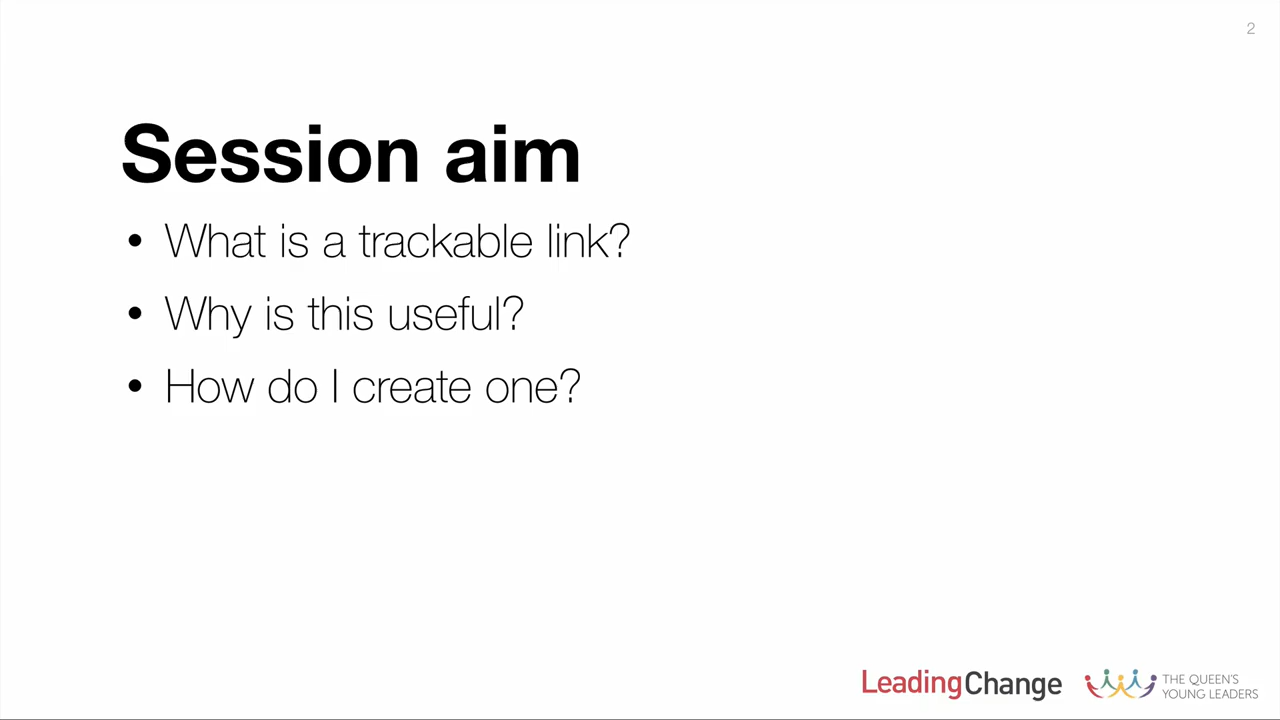 2
Session aim
• What is a trackable link?
• Why is this useful?
• How do I create one?
LeadingChange
THE QUEEN'S
YOUNG LEADERS